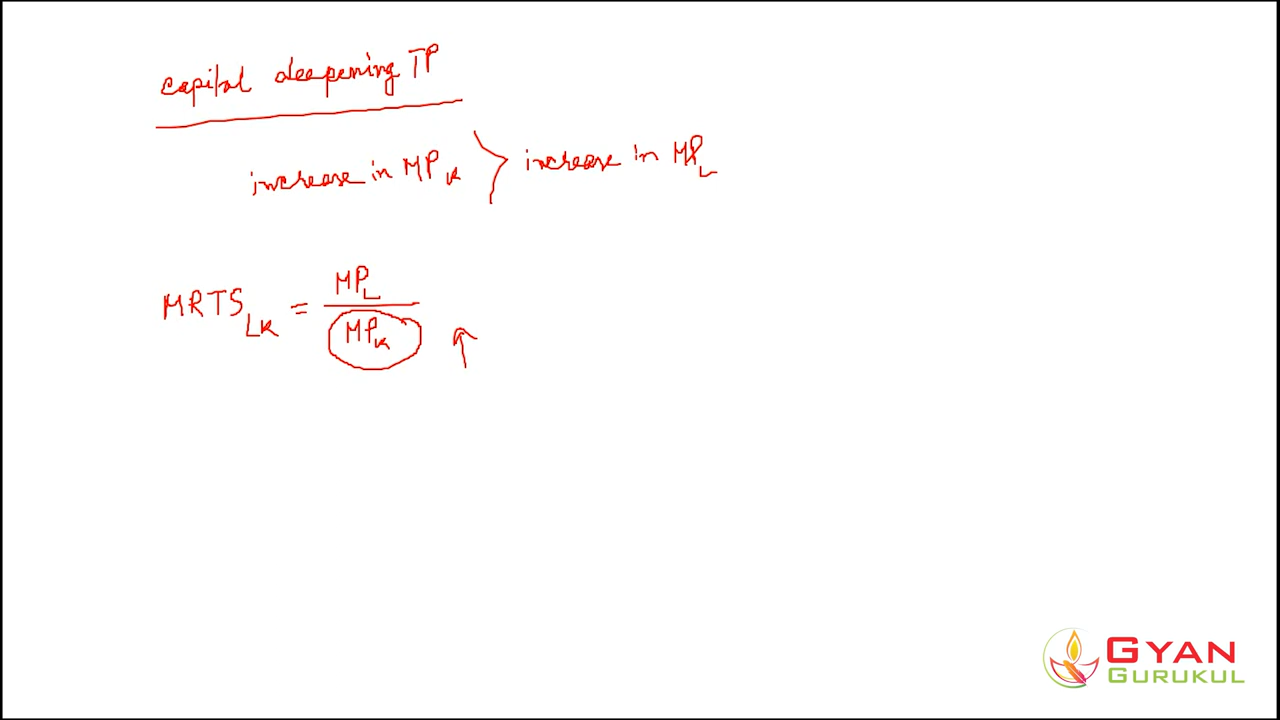 capital deepening TP
increase in MPK > increase in MPL
MRTSLK = MPL / MPK ↑
GYAN
GURUKUL